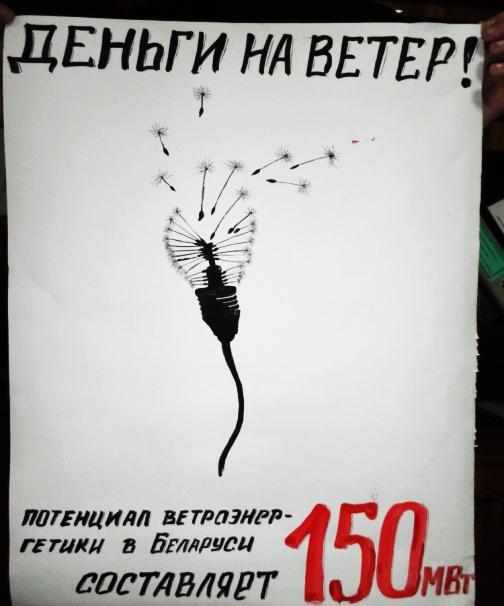 ДЕНЬГИ НА ВЕТЕР!
ПОТЕНЦИАЛ ВЕТРОЭНЕР-
ГЕТИКИ В БЕЛАРУСИ
СОСТАВЛЯЕТ 150 МВт